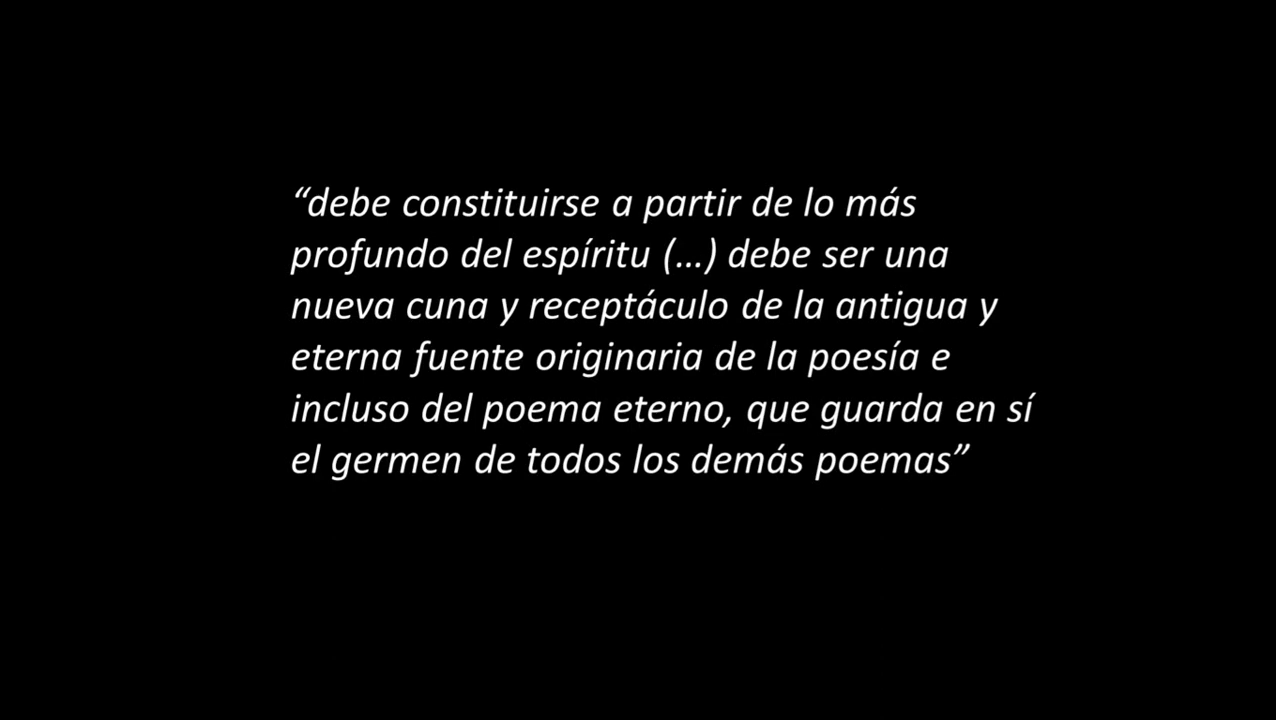 “debe constituirse a partir de lo más
profundo del espíritu (…) debe ser una
nueva cuna y receptáculo de la antigua y
eterna fuente originaria de la poesía e
incluso del poema eterno, que guarda en sí
el germen de todos los demás poemas”